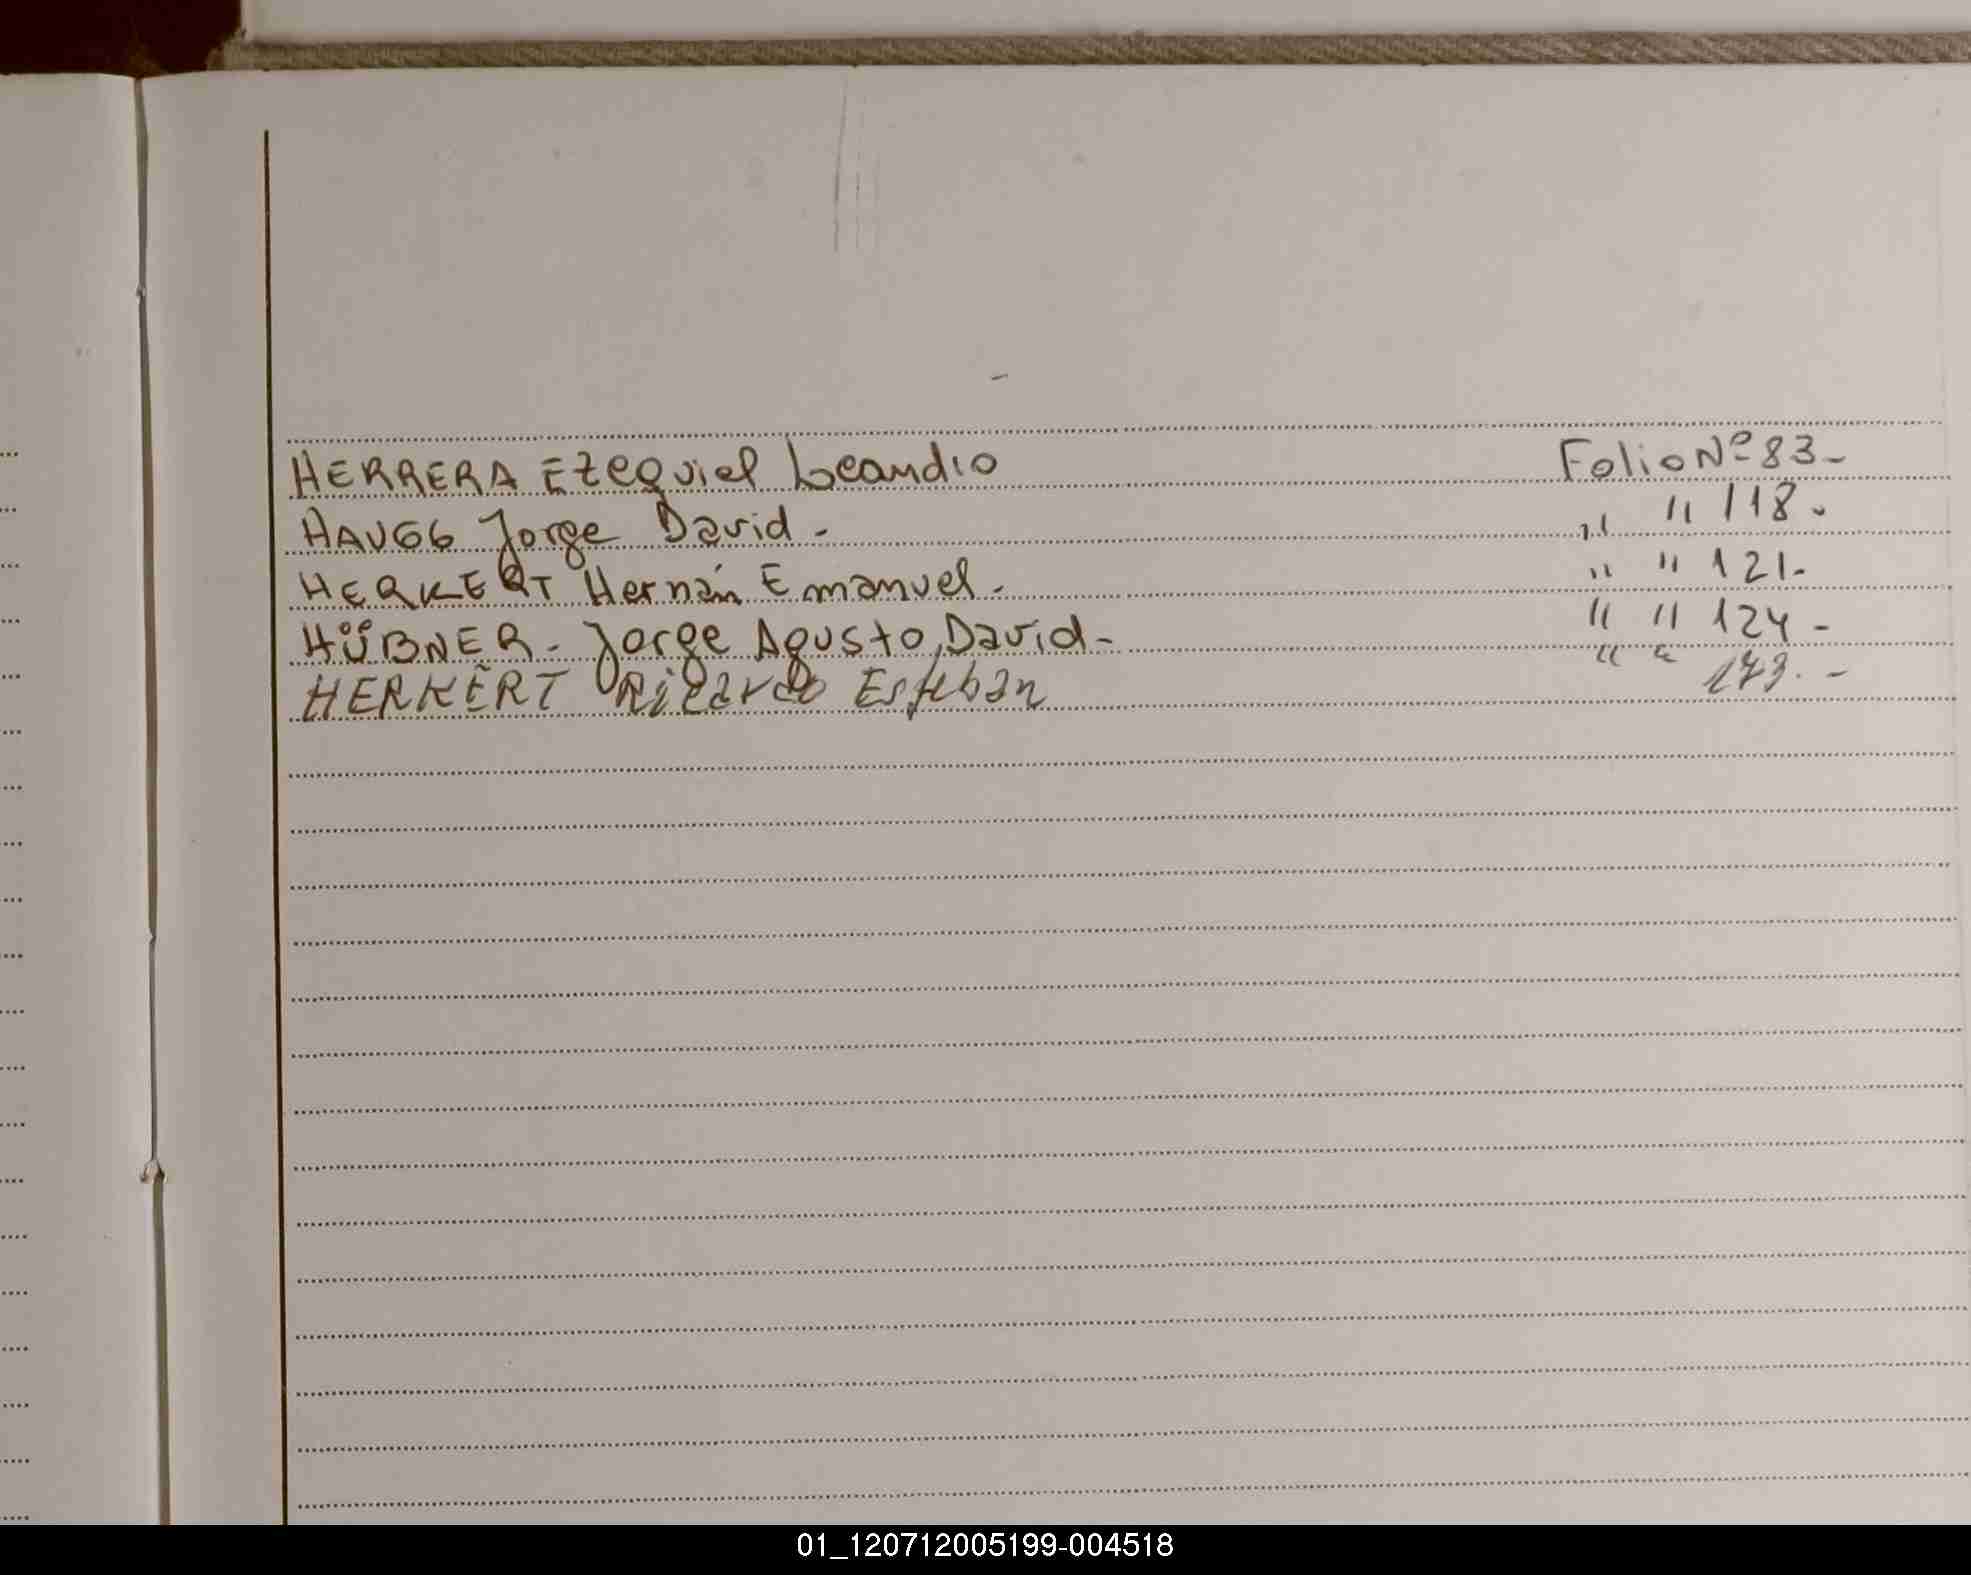 HERRERA Ezequiel Leandro Folio Nº 83-
HAUGG Jorge David- " " 118-
HERKERT Hernán Emanuel- " " 121-
HÜBNER- Jorge Agusto David- " " 124-
HERKERT Ricardo Esteban " " 173.-
01_120712005199-004518